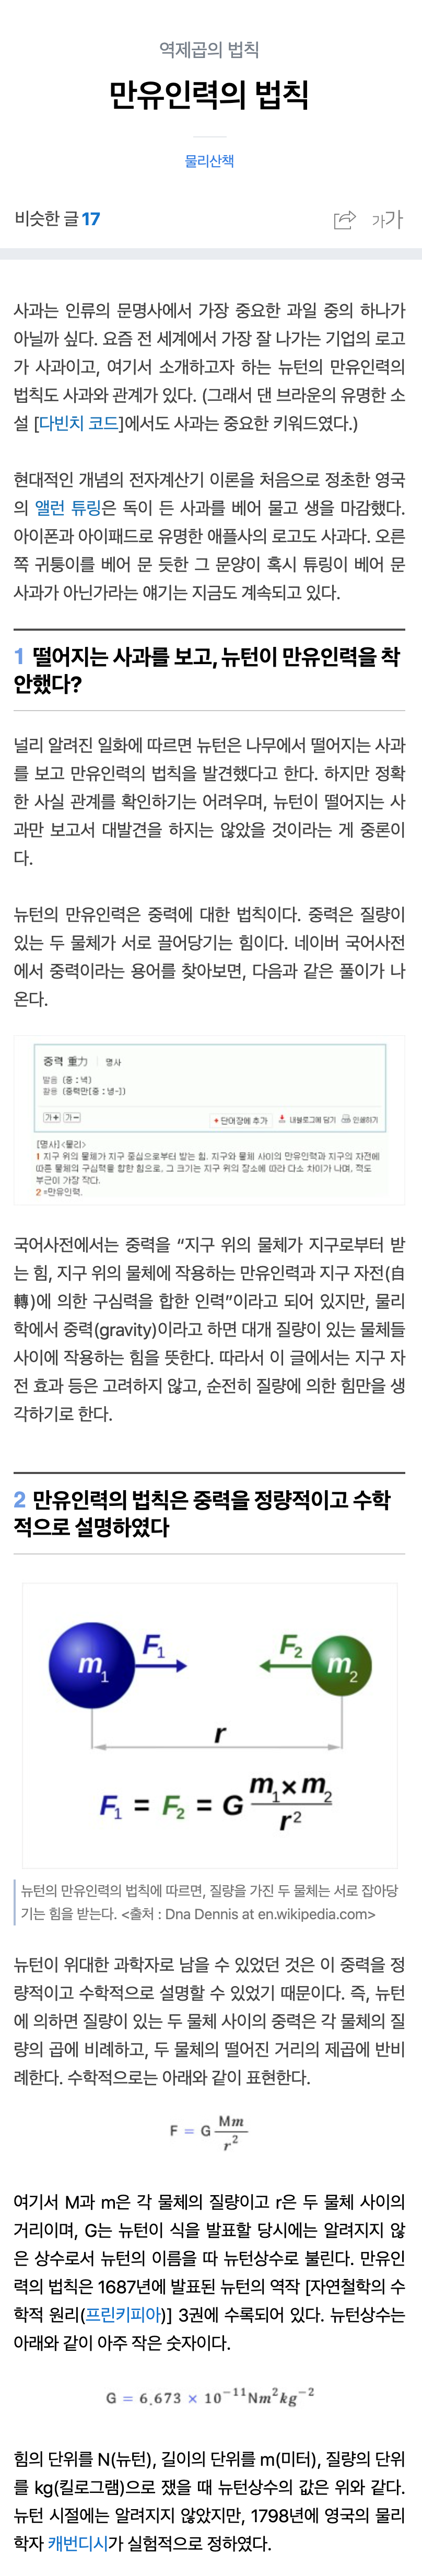 역제곱의 법칙
만유인력의 법칙
물리산책
비슷한 글 17
가가
사과는 인류의 문명사에서 가장 중요한 과일 중의 하나가
아닐까 싶다. 요즘 전 세계에서 가장 잘 나가는 기업의 로고
가 사과이고, 여기서 소개하고자 하는 뉴턴의 만유인력의
법칙도 사과와 관계가 있다. (그래서 댄 브라운의 유명한 소
설 [다빈치 코드]에서도 사과는 중요한 키워드였다.)
현대적인 개념의 전자계산기 이론을 처음으로 정초한 영국
의 앨런 튜링은 독이 든 사과를 베어 물고 생을 마감했다.
아이폰과 아이패드로 유명한 애플사의 로고도 사과다. 오른
쪽 귀퉁이를 베어 문 듯한 그 문양이 혹시 튜링이 베어 문
사과가 아닌가라는 얘기는 지금도 계속되고 있다.
1 떨어지는 사과를 보고, 뉴턴이 만유인력을 착
안했다?
널리 알려진 일화에 따르면 뉴턴은 나무에서 떨어지는 사과
를 보고 만유인력의 법칙을 발견했다고 한다. 하지만 정확
한 사실 관계를 확인하기는 어려우며, 뉴턴이 떨어지는 사
과만 보고서 대발견을 하지는 않았을 것이라는 게 중론이
다.
뉴턴의 만유인력은 중력에 대한 법칙이다. 중력은 질량이
있는 두 물체가 서로 끌어당기는 힘이다. 네이버 국어사전
에서 중력이라는 용어를 찾아보면, 다음과 같은 풀이가 나
온다.
중력 重力 명사
발음 (중ː녁)
활용 (중력만[중ː녕-])
가+ 가- + 단어장에 추가 내블로그에 담기 인쇄하기
[명사]<물리>
1 지구 위의 물체가 지구 중심으로부터 받는 힘. 지구와 물체 사이의 만유인력과 지구의 자전에
따른 물체의 구심력을 합한 힘으로, 그 크기는 지구 위의 장소에 따라 다소 차이가 나며, 적도
부근이 가장 작다.
2 =만유인력.
국어사전에서는 중력을 “지구 위의 물체가 지구로부터 받
는 힘, 지구 위의 물체에 작용하는 만유인력과 지구 자전(自
轉)에 의한 구심력을 합한 인력”이라고 되어 있지만, 물리
학에서 중력(gravity)이라고 하면 대개 질량이 있는 물체들
사이에 작용하는 힘을 뜻한다. 따라서 이 글에서는 지구 자
전 효과 등은 고려하지 않고, 순전히 질량에 의한 힘만을 생
각하기로 한다.
2 만유인력의 법칙은 중력을 정량적이고 수학
적으로 설명하였다
m₁ F₁ F₂ m₂
r
F₁ = F₂ = G (m₁ × m₂) / r²
뉴턴의 만유인력의 법칙에 따르면, 질량을 가진 두 물체는 서로 잡아당
기는 힘을 받는다. <출처 : Dna Dennis at en.wikipedia.com>
뉴턴이 위대한 과학자로 남을 수 있었던 것은 이 중력을 정
량적이고 수학적으로 설명할 수 있었기 때문이다. 즉, 뉴턴
에 의하면 질량이 있는 두 물체 사이의 중력은 각 물체의 질
량의 곱에 비례하고, 두 물체의 떨어진 거리의 제곱에 반비
례한다. 수학적으로는 아래와 같이 표현한다.
F = G Mm / r²
여기서 M과 m은 각 물체의 질량이고 r은 두 물체 사이의
거리이며, G는 뉴턴이 식을 발표할 당시에는 알려지지 않
은 상수로서 뉴턴의 이름을 따 뉴턴상수로 불린다. 만유인
력의 법칙은 1687년에 발표된 뉴턴의 역작 [자연철학의 수
학적 원리(프린키피아)] 3권에 수록되어 있다. 뉴턴상수는
아래와 같이 아주 작은 숫자이다.
G = 6.673 × 10⁻¹¹Nm²kg⁻²
힘의 단위를 N(뉴턴), 길이의 단위를 m(미터), 질량의 단위
를 kg(킬로그램)으로 쟀을 때 뉴턴상수의 값은 위와 같다.
뉴턴 시절에는 알려지지 않았지만, 1798년에 영국의 물리
학자 캐번디시가 실험적으로 정하였다.